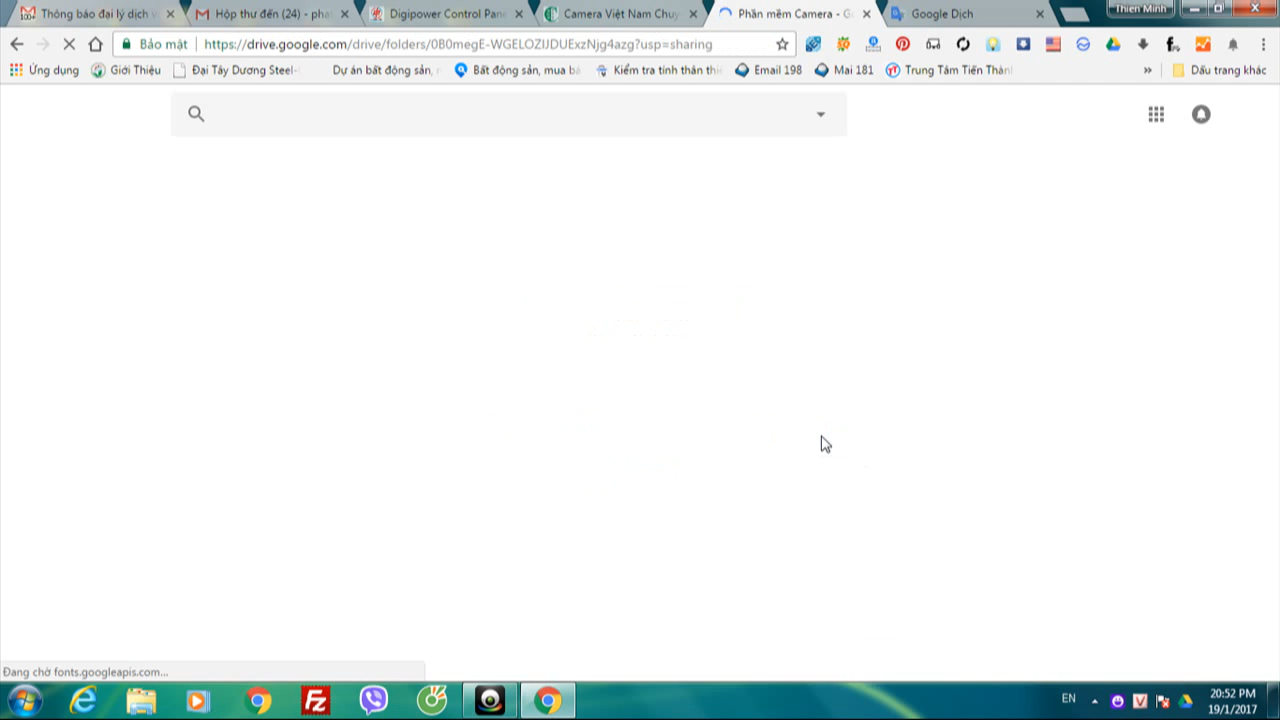 Thông báo đại lý dịch v
Hộp thư đến (24) - pha
Digipower Control Pan
Camera Việt Nam Chuy
Phần mềm Camera - G
Google Dịch
Thien Minh
Bảo mật
https://drive.google.com/drive/folders/0B0megE-WGELOZlJDUExzNjg4azg?usp=sharing
Ứng dụng
Giới Thiệu
Đại Tây Dương Steel-
Dự án bất động sản,
Bất động sản, mua bá
Kiểm tra tính thân thi
Email 198
Mai 181
Trung Tâm Tiến Thàn
»
Dấu trang khác
Đang chờ fonts.googleapis.com...
EN
20:52 PM
19/1/2017